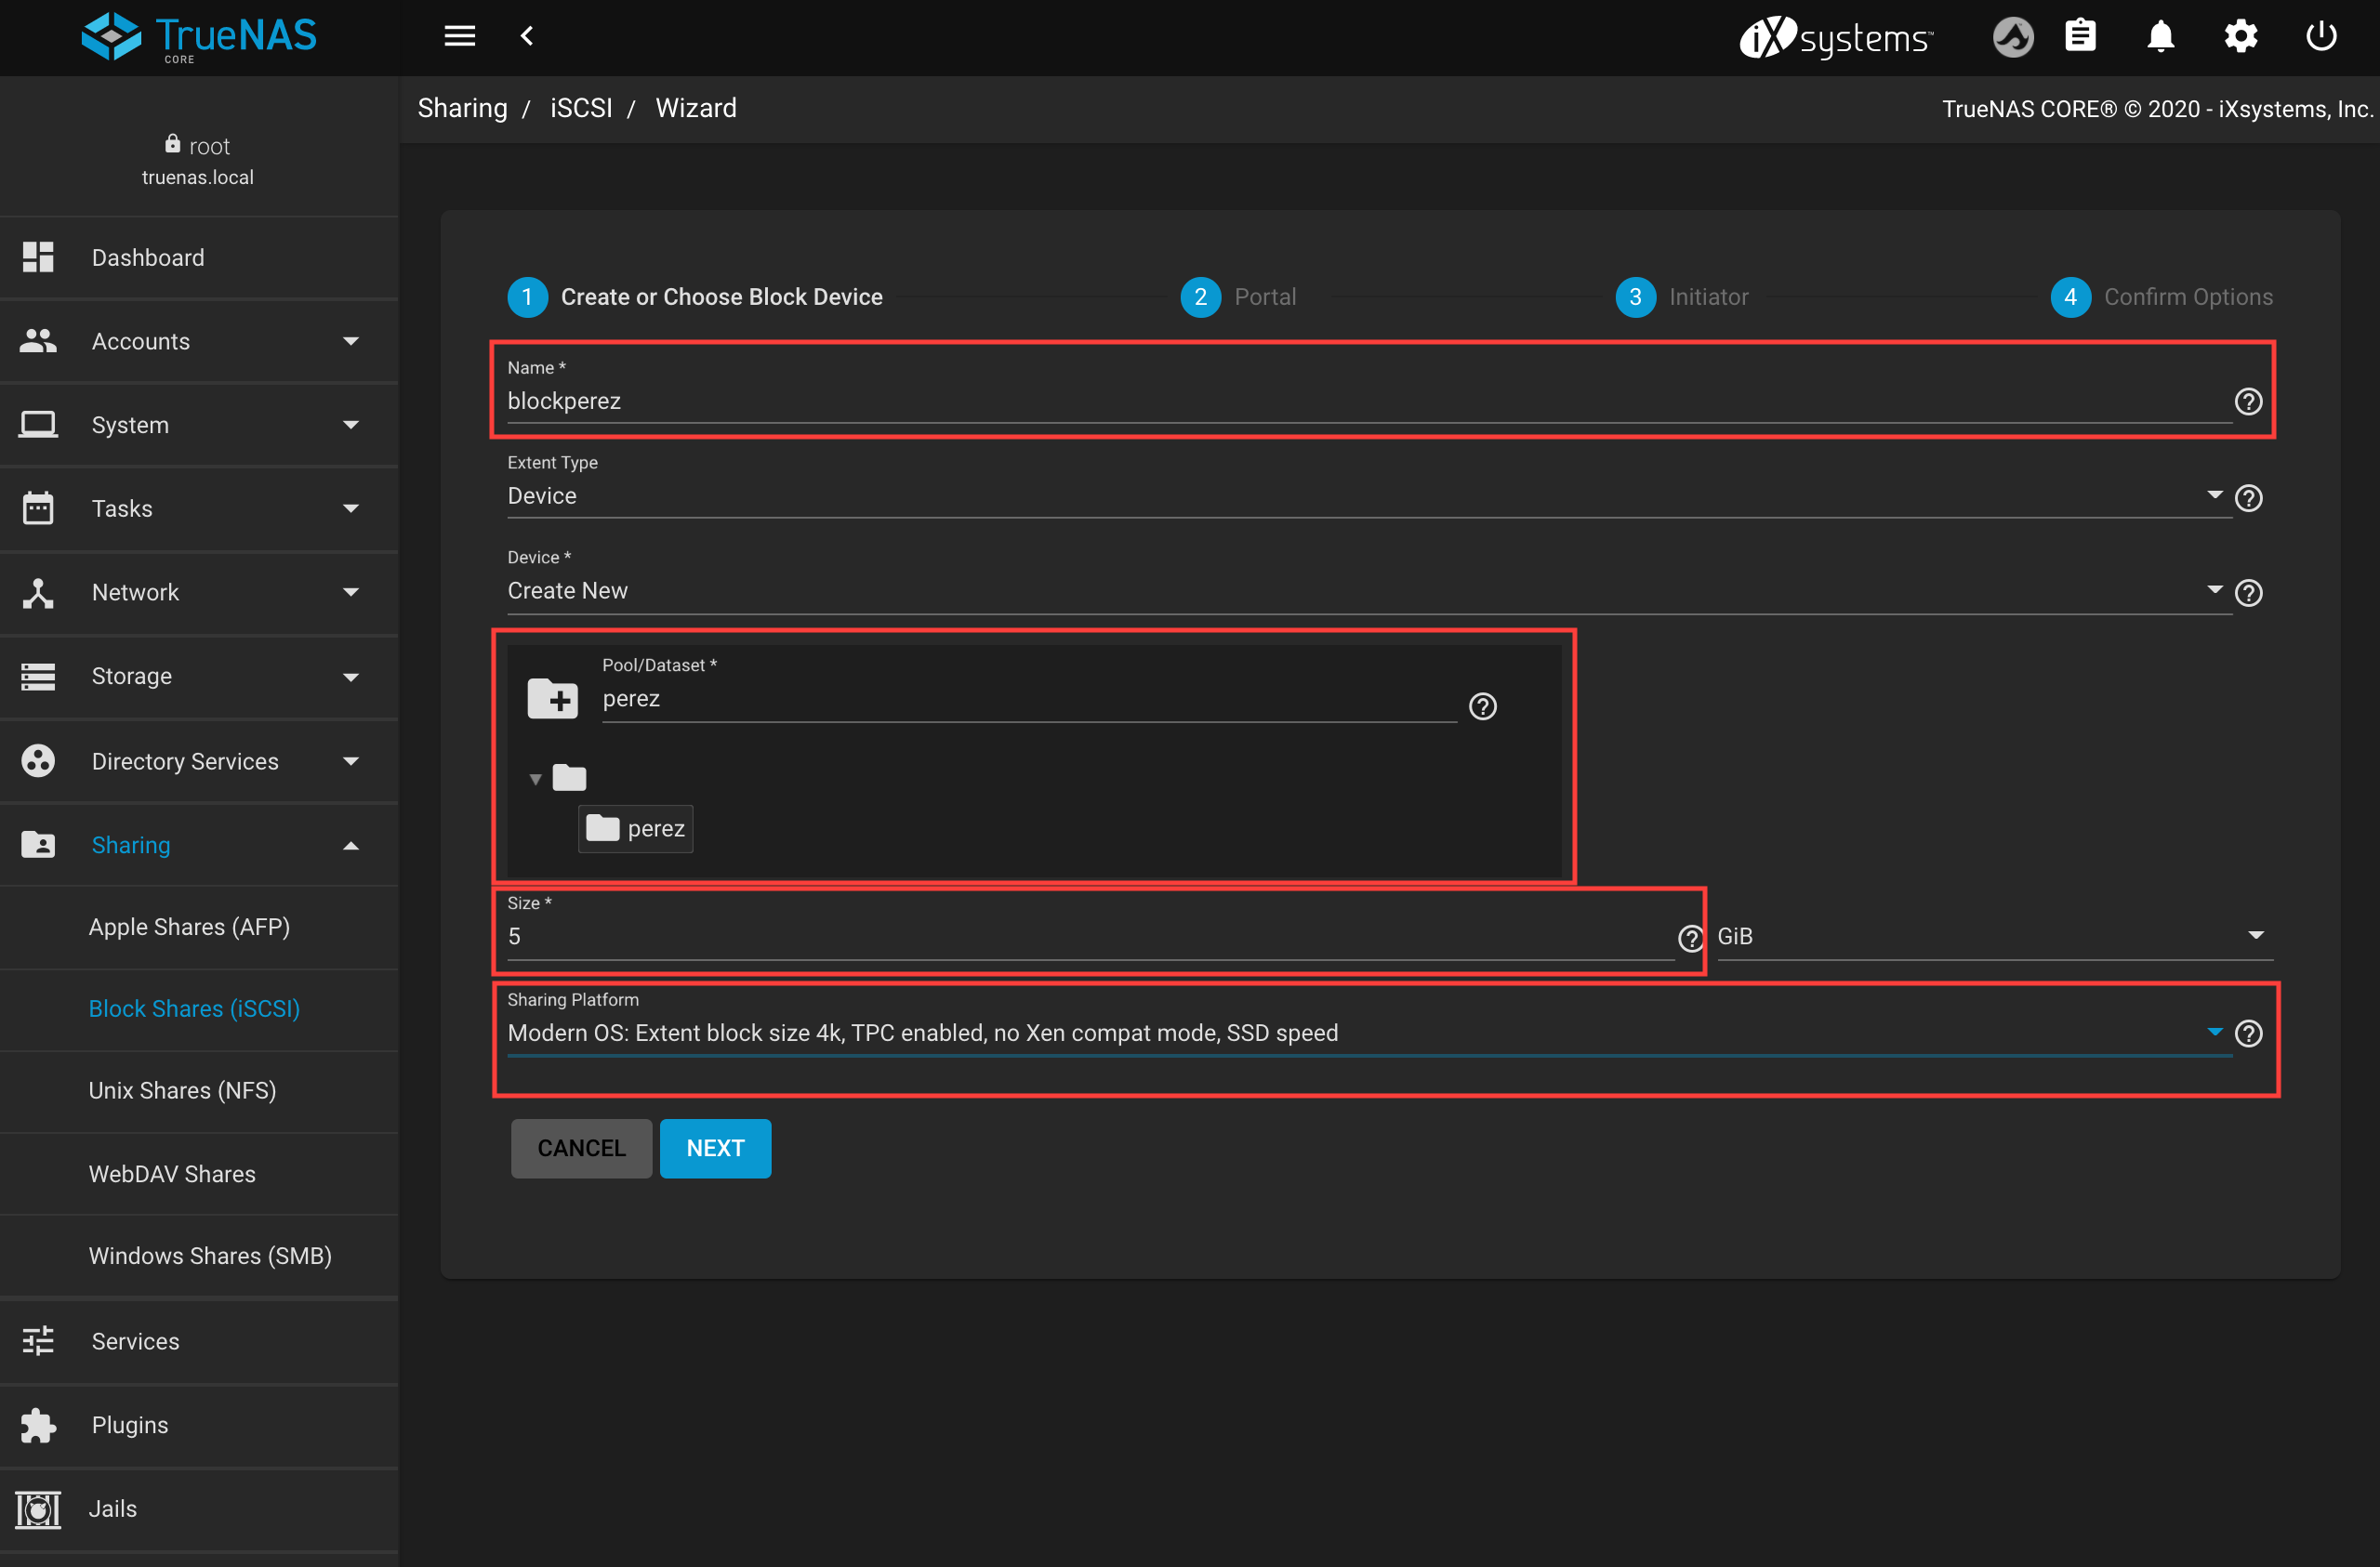 TrueNAS
CORE
iXsystems™
Sharing / iSCSI / Wizard
TrueNAS CORE® © 2020 - iXsystems, Inc.
root
truenas.local
Dashboard
Accounts
System
Tasks
Network
Storage
Directory Services
Sharing
Apple Shares (AFP)
Block Shares (iSCSI)
Unix Shares (NFS)
WebDAV Shares
Windows Shares (SMB)
Services
Plugins
Jails
1 Create or Choose Block Device
2 Portal
3 Initiator
4 Confirm Options
Name *
blockperez
Extent Type
Device
Device *
Create New
Pool/Dataset *
perez
perez
Size *
5
GiB
Sharing Platform
Modern OS: Extent block size 4k, TPC enabled, no Xen compat mode, SSD speed
CANCEL
NEXT